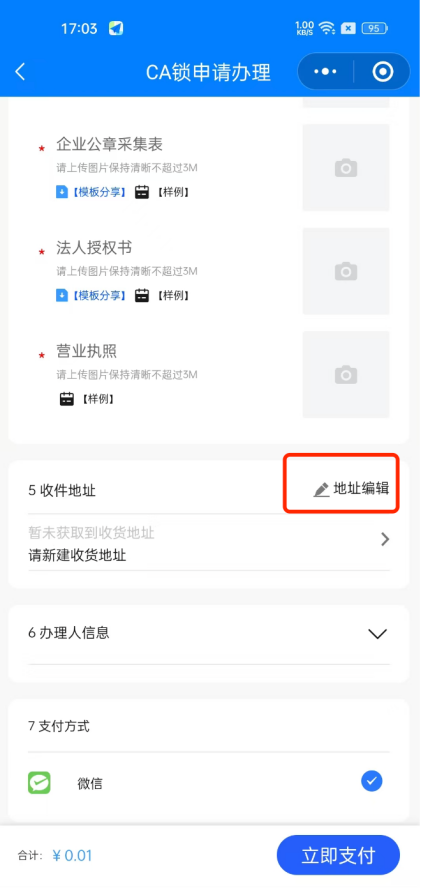 17:03
1.00
KB/S
95
CA锁申请办理
* 企业公章采集表
请上传图片保持清晰不超过3M
【模板分享】 【样例】
* 法人授权书
请上传图片保持清晰不超过3M
【模板分享】 【样例】
* 营业执照
请上传图片保持清晰不超过3M
【样例】
5 收件地址
地址编辑
暂未获取到收货地址
请新建收货地址
6 办理人信息
7 支付方式
微信
合计: ¥ 0.01
立即支付